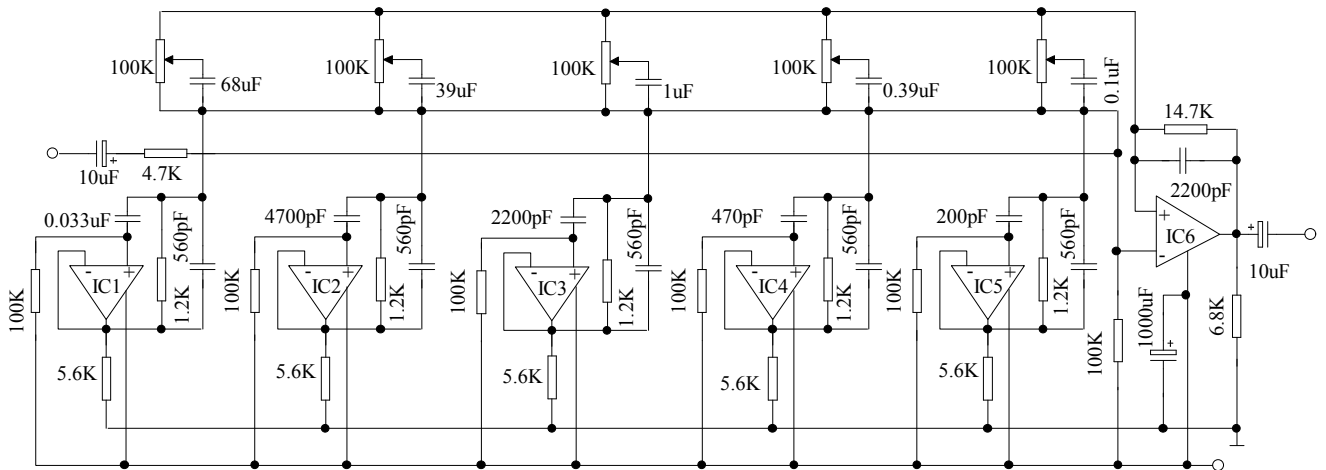 100K
68uF
100K
39uF
100K
1uF
100K
0.39uF
100K
0.1uF
14.7K
2200pF
10uF
+
4.7K
0.033uF
560pF
4700pF
560pF
2200pF
560pF
470pF
560pF
200pF
560pF
100K
- +
IC1
1.2K
100K
- +
IC2
1.2K
100K
- +
IC3
1.2K
100K
- +
IC4
1.2K
100K
- +
IC5
1.2K
+
IC6
-
+
10uF
5.6K
5.6K
5.6K
5.6K
5.6K
100K
1000uF
+
6.8K